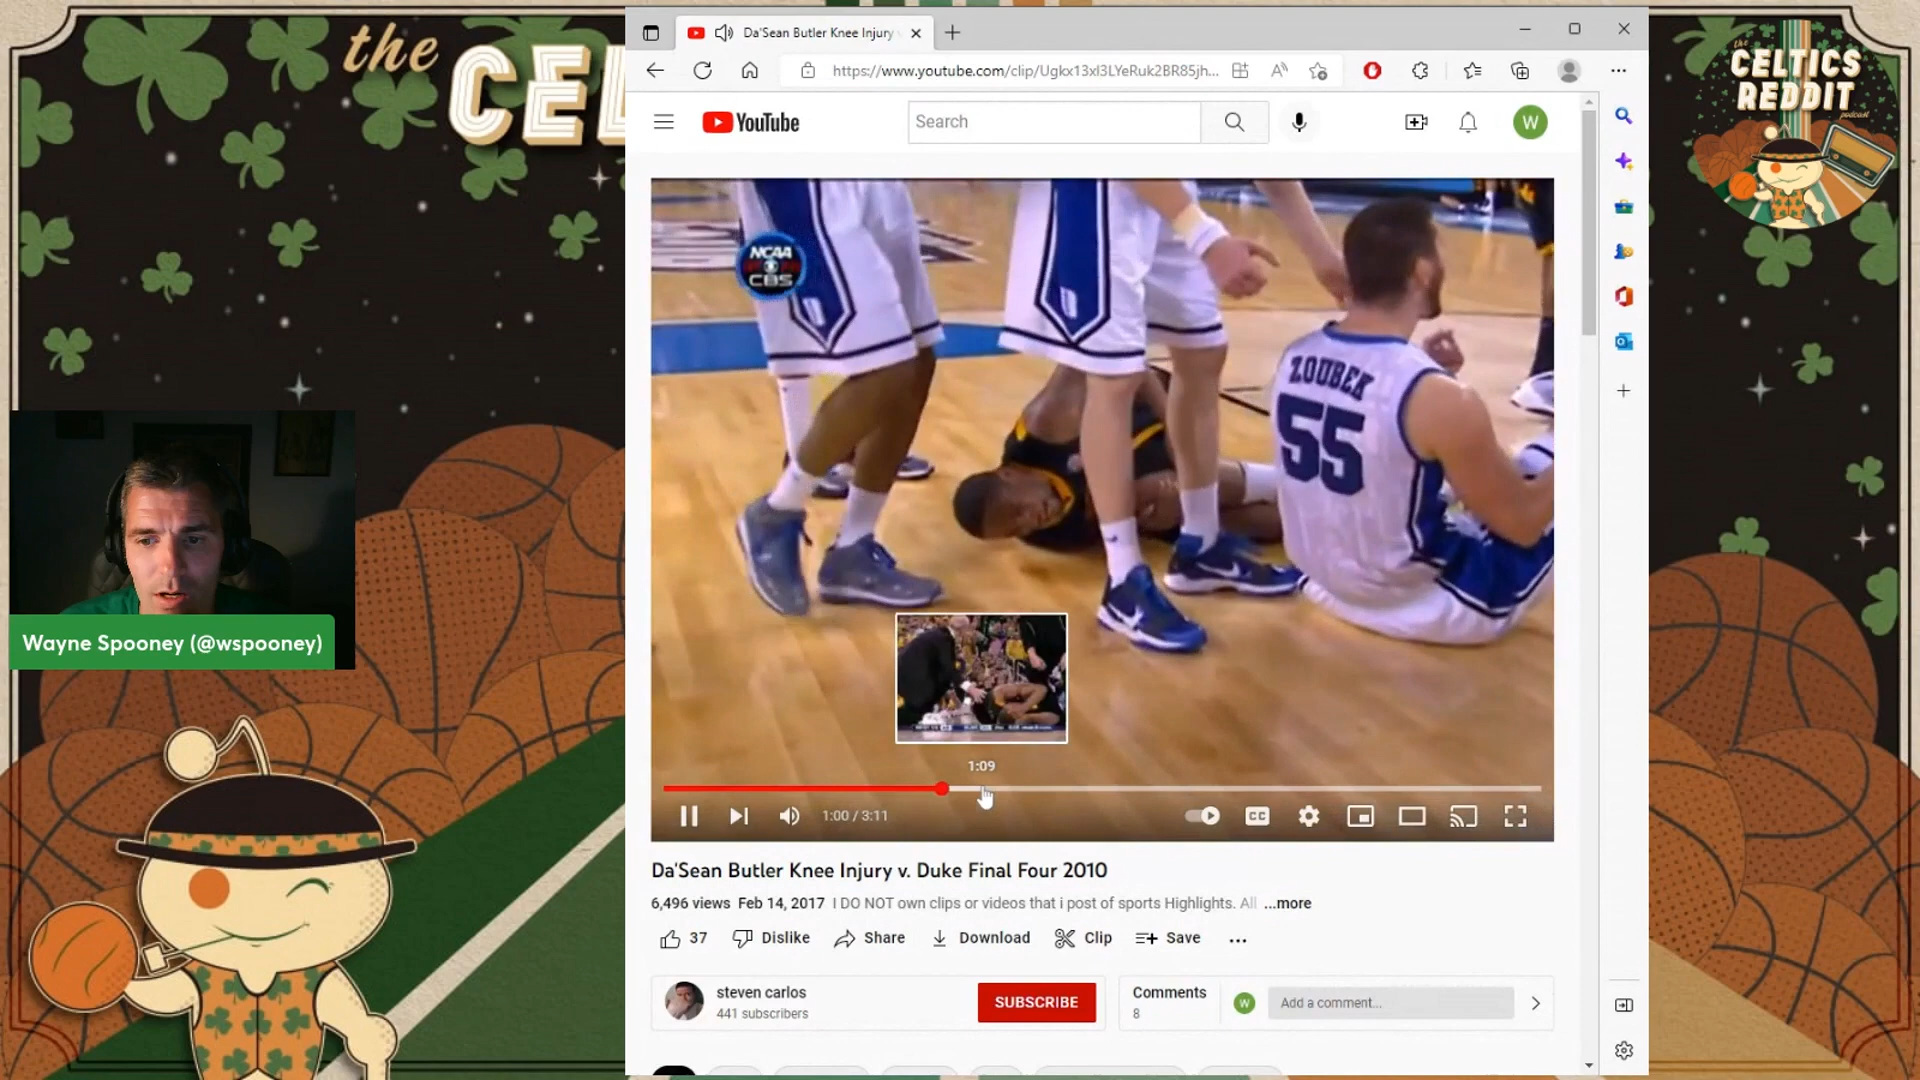 the
CEL
the
CELTICS
REDDIT
podcast
Da'Sean Butler Knee Injury
https://www.youtube.com/clip/Ugkx13xl3LYeRuk2BR85jh...
YouTube
Search
W
NCAA
CBS
ZOUBEK
55
Wayne Spooney (@wspooney)
1:09
1:00 / 3:11
CC
Da'Sean Butler Knee Injury v. Duke Final Four 2010
6,496 views Feb 14, 2017 I DO NOT own clips or videos that i post of sports Highlights. All ...more
37 Dislike Share Download Clip Save ...
steven carlos
441 subscribers
SUBSCRIBE
Comments
8
W
Add a comment...